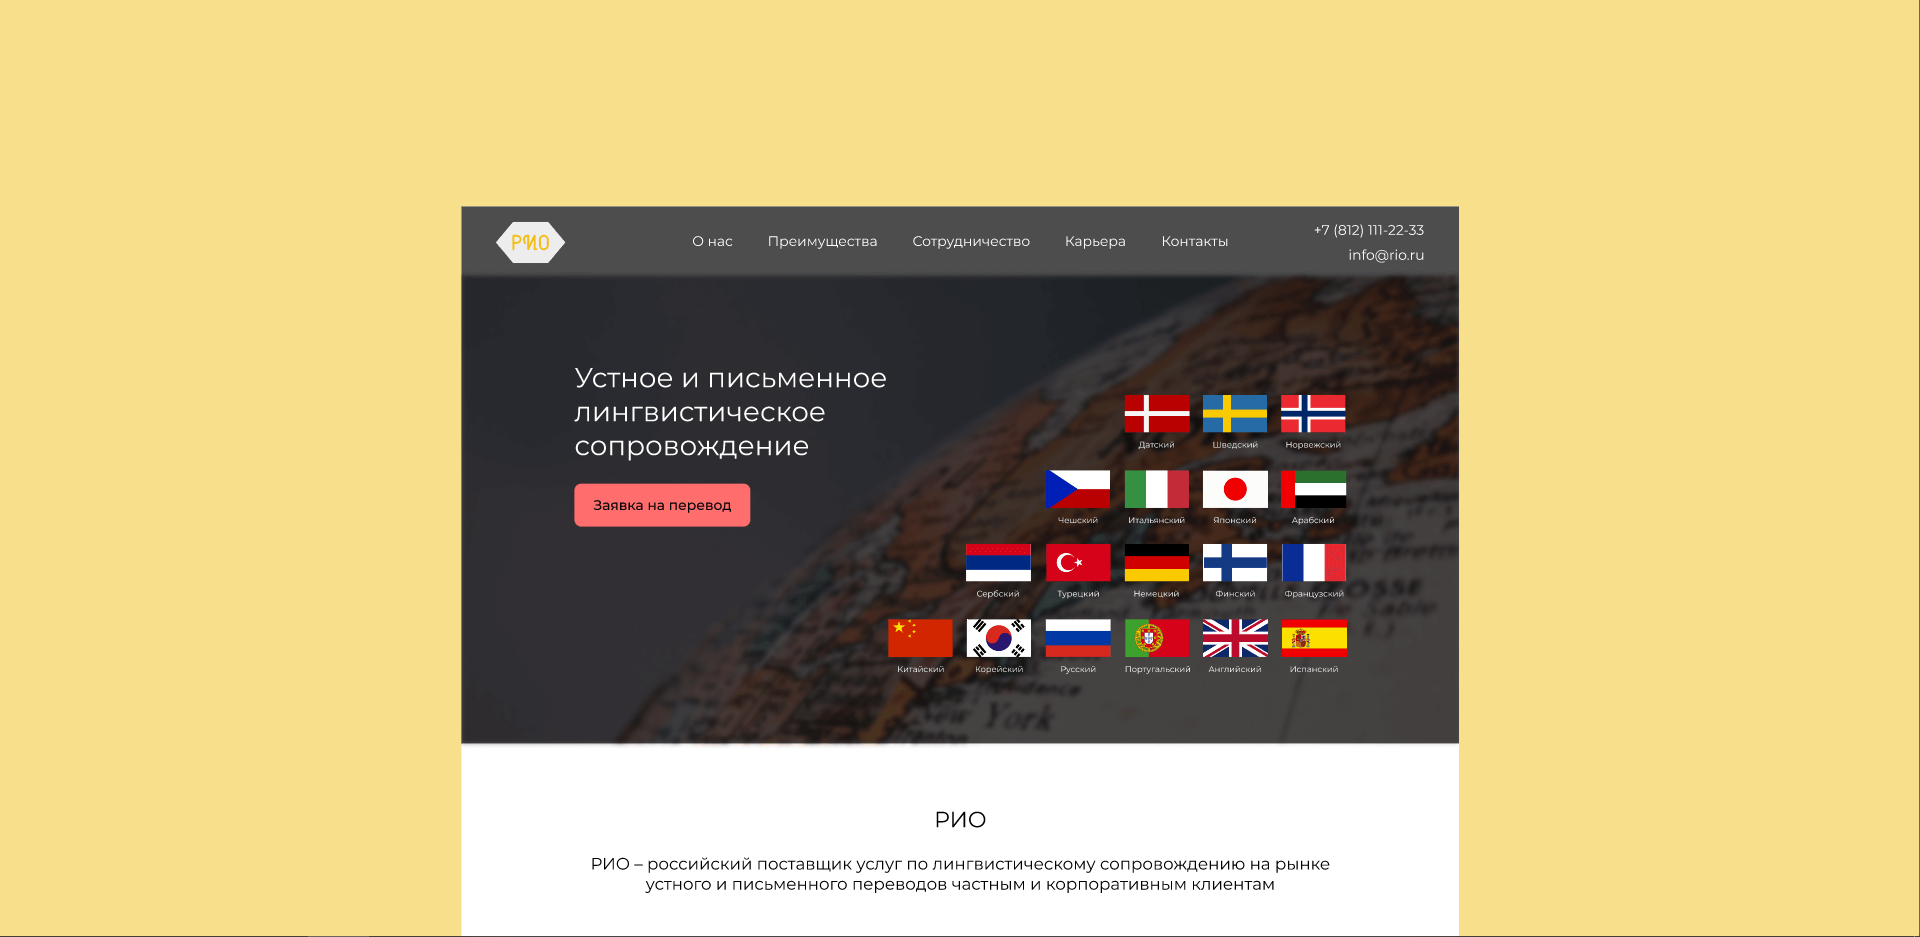 РИО
О нас Преимущества Сотрудничество Карьера Контакты
+7 (812) 111-22-33
info@rio.ru
Устное и письменное
лингвистическое
сопровождение
Заявка на перевод
Датский Шведский Норвежский
Чешский Итальянский Японский Арабский
Сербский Турецкий Немецкий Финский Французский
Китайский Корейский Русский Португальский Английский Испанский
New York
РИО
РИО – российский поставщик услуг по лингвистическому сопровождению на рынке
устного и письменного переводов частным и корпоративным клиентам